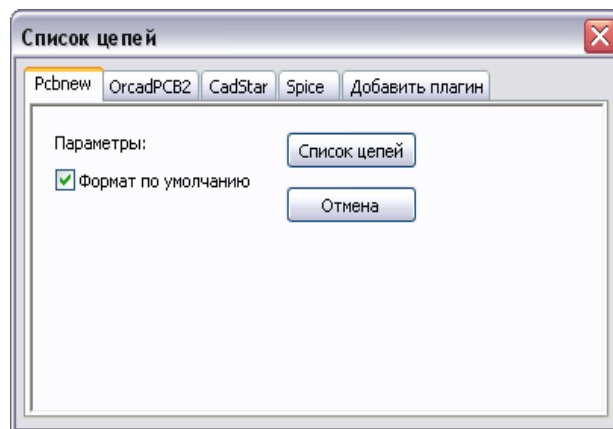 Список цепей
Pcbnew OrcadPCB2 CadStar Spice Добавить плагин
Параметры: Список цепей
Формат по умолчанию
Отмена